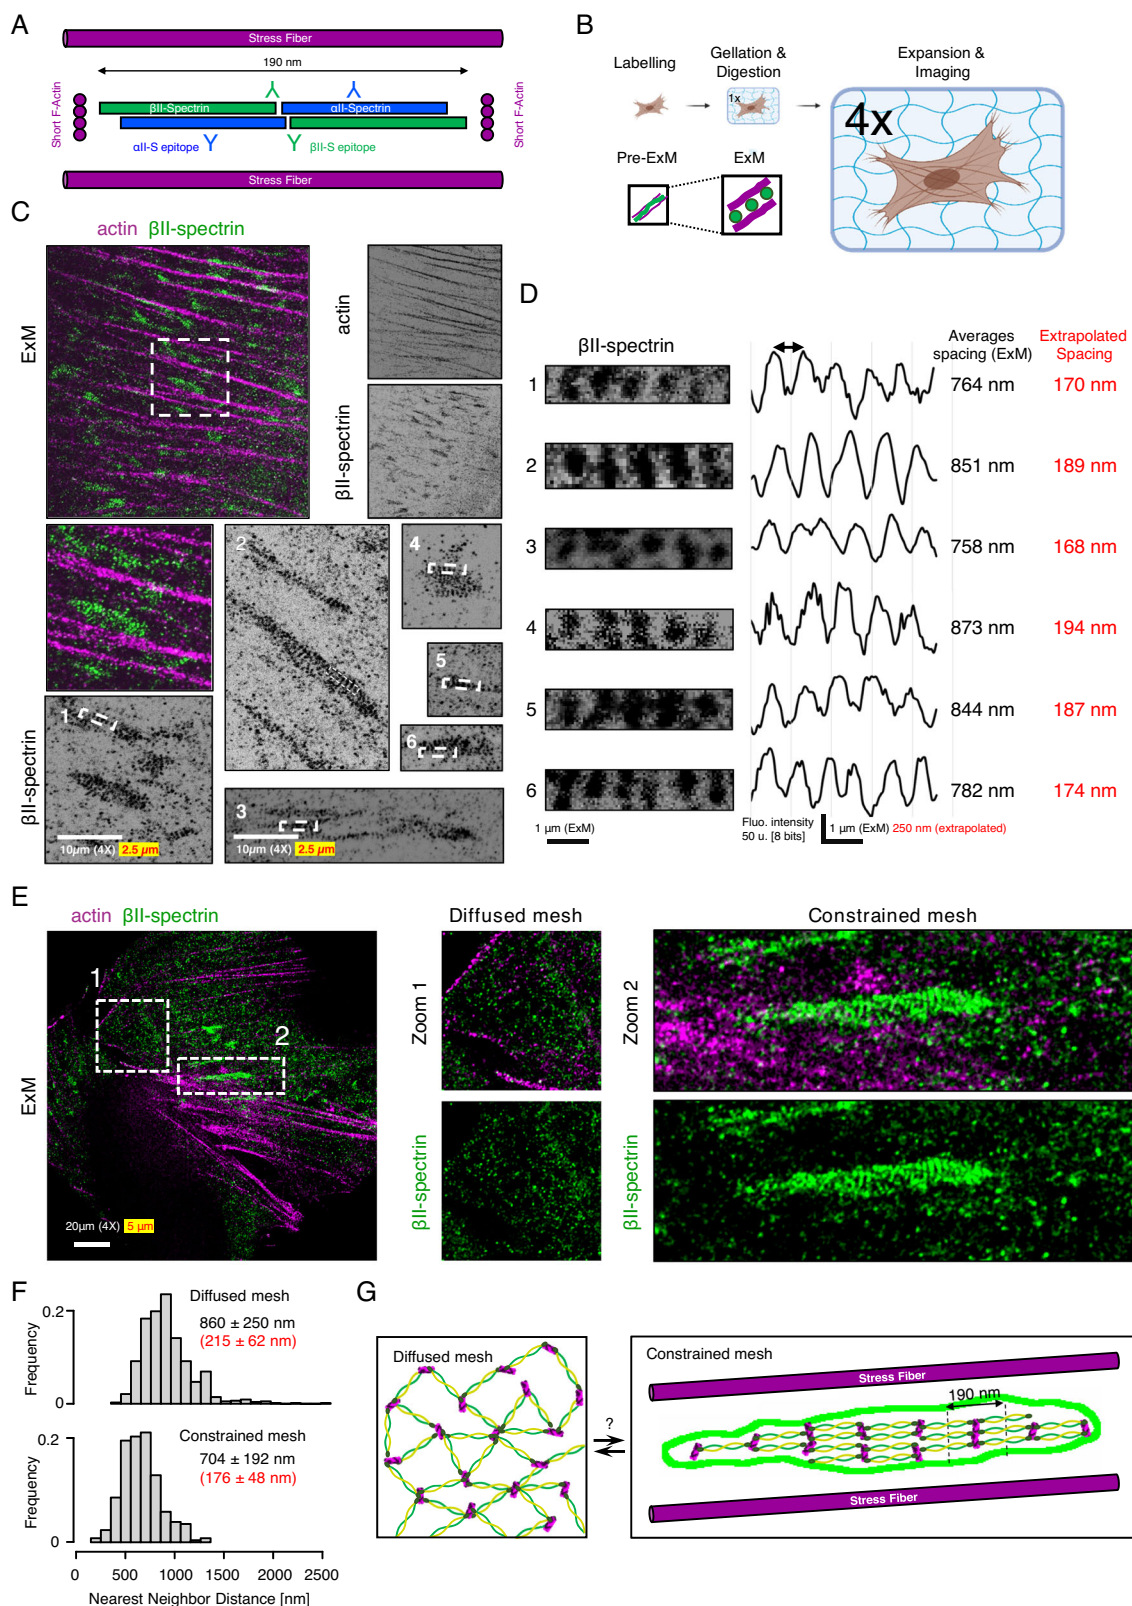 A
Stress Fiber
190 nm
Short F-Actin
βII-Spectrin
αII-Spectrin
Short F-Actin
αII-S epitope
βII-S epitope
Stress Fiber
B
Labelling
Gellation &
Digestion
Expansion &
Imaging
1x
4x
Pre-ExM
ExM
C
actin βII-spectrin
ExM
actin
βII-spectrin
βII-spectrin
1
10µm (4X) 2.5 µm
2
4
5
6
3
10µm (4X) 2.5 µm
D
βII-spectrin
Averages
spacing (ExM)
Extrapolated
Spacing
1
764 nm
170 nm
2
851 nm
189 nm
3
758 nm
168 nm
4
873 nm
194 nm
5
844 nm
187 nm
6
782 nm
174 nm
1 µm (ExM)
Fluo. intensity
50 u. [8 bits]
1 µm (ExM) 250 nm (extrapolated)
E
actin βII-spectrin
Diffused mesh
Constrained mesh
ExM
1
2
20µm (4X) 5 µm
Zoom 1
βII-spectrin
Zoom 2
βII-spectrin
F
Diffused mesh
860 ± 250 nm
(215 ± 62 nm)
Frequency
0.2
0
Constrained mesh
704 ± 192 nm
(176 ± 48 nm)
Frequency
0.2
0
0 500 1000 1500 2000 2500
Nearest Neighbor Distance [nm]
G
Diffused mesh
?
Constrained mesh
Stress Fiber
190 nm
Stress Fiber